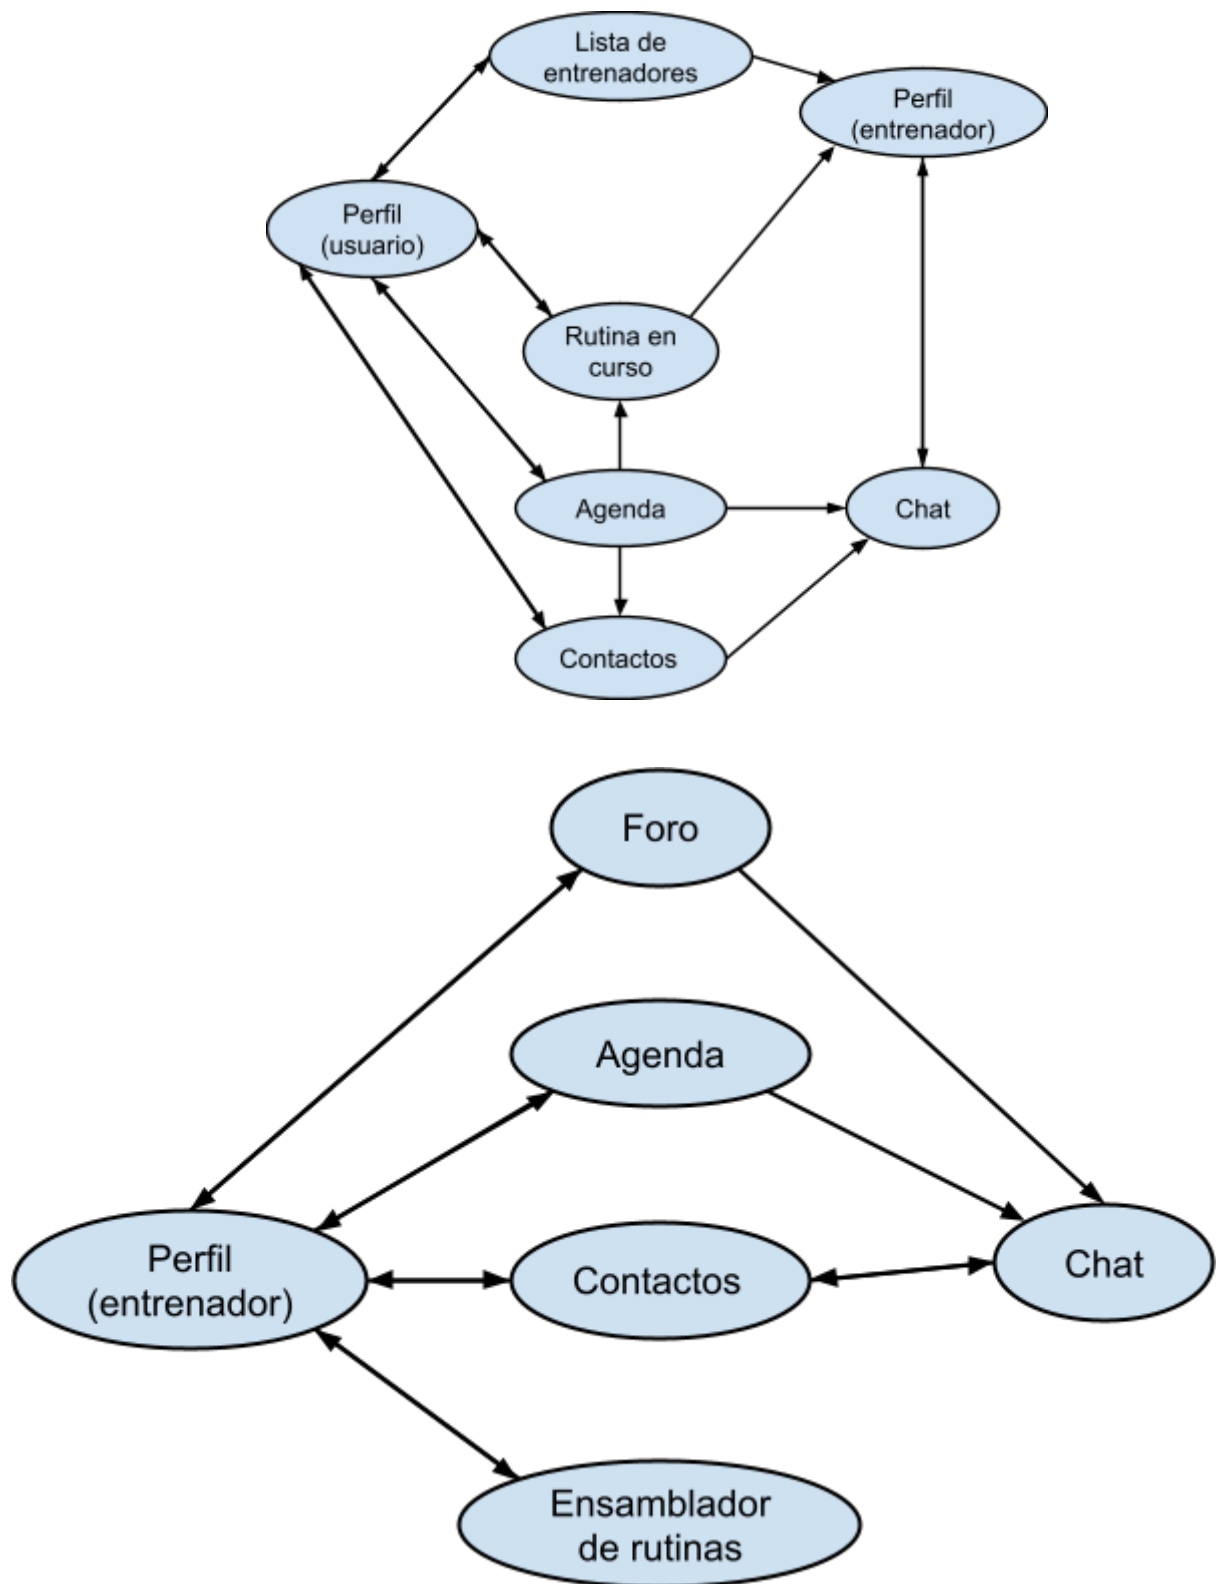 Lista de
entrenadores
Perfil
(entrenador)
Perfil
(usuario)
Rutina en
curso
Agenda
Chat
Contactos
Foro
Agenda
Perfil
(entrenador)
Contactos
Chat
Ensamblador
de rutinas